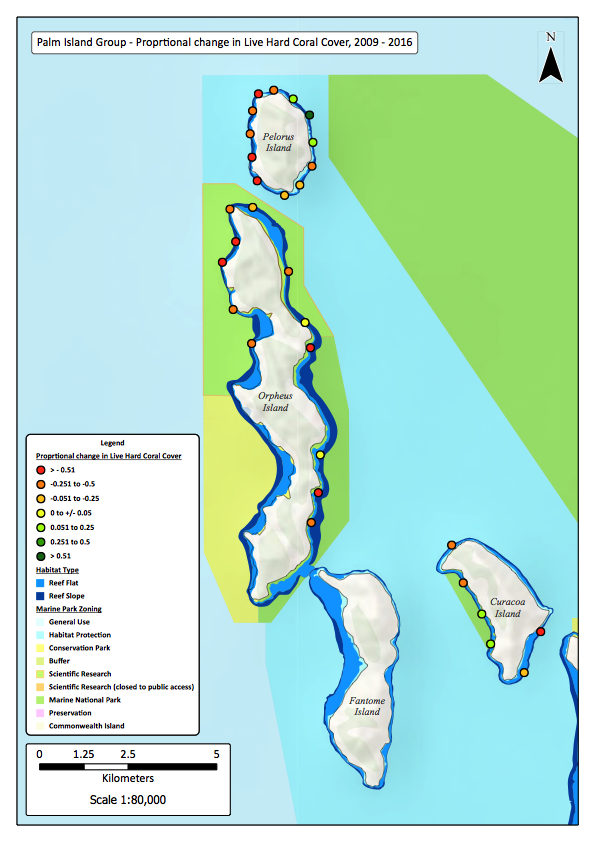 Palm Island Group - Proprtional change in Live Hard Coral Cover, 2009 - 2016
N
Pelorus
Island
Orpheus
Island
Legend
Proprtional change in Live Hard Coral Cover
> - 0.51
-0.251 to -0.5
-0.051 to -0.25
0 to +/- 0.05
0.051 to 0.25
0.251 to 0.5
> 0.51
Habitat Type
Reef Flat
Reef Slope
Marine Park Zoning
General Use
Habitat Protection
Conservation Park
Buffer
Scientific Research
Scientific Research (closed to public access)
Marine National Park
Preservation
Commonwealth Island
Curacoa
Island
Fantome
Island
0 1.25 2.5 5
Kilometers
Scale 1:80,000